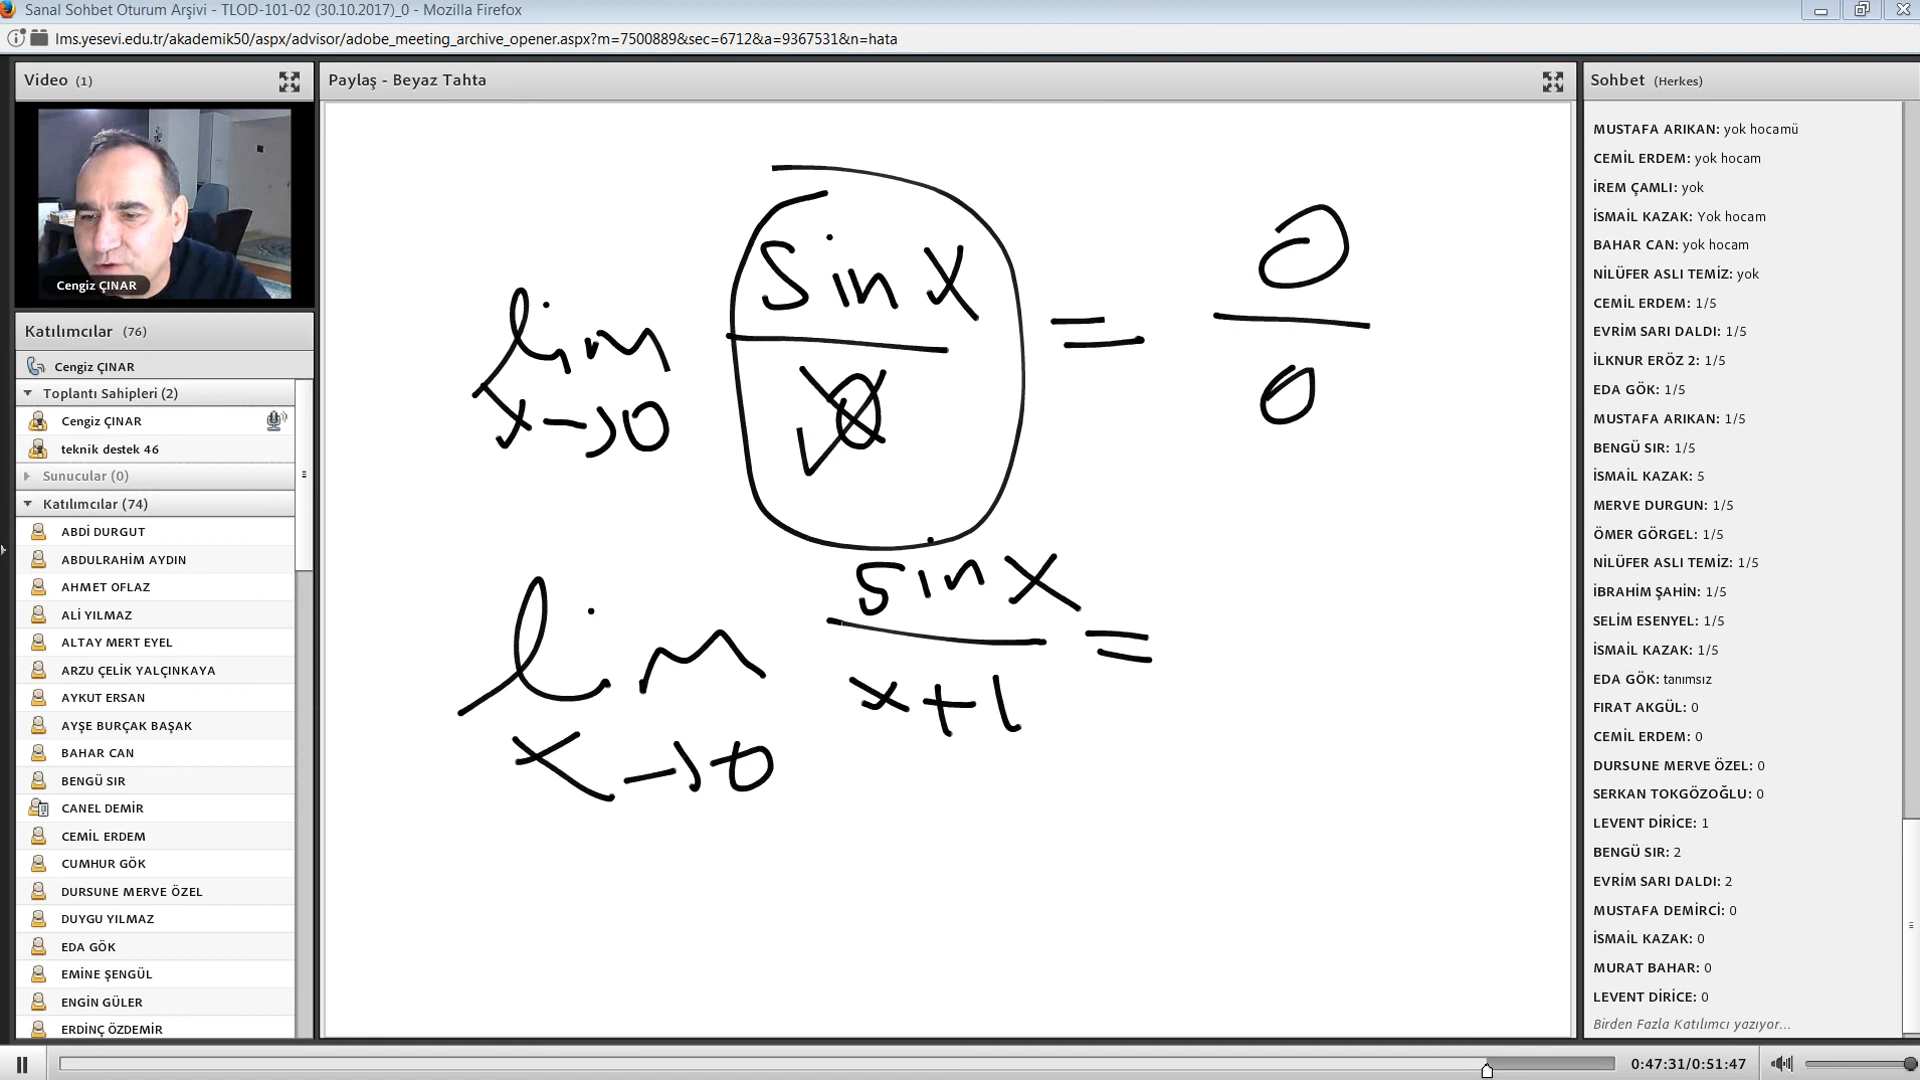 Sanal Sohbet Oturum Arşivi - TLOD-101-02 (30.10.2017)_0 - Mozilla Firefox
lms.yesevi.edu.tr/akademik50/aspx/advisor/adobe_meeting_archive_opener.aspx?m=7500889&sec=6712&a=9367531&n=hata
Video (1)
Cengiz ÇINAR
Katılımcılar (76)
Cengiz ÇINAR
Toplantı Sahipleri (2)
Cengiz ÇINAR
teknik destek 46
Sunucular (0)
Katılımcılar (74)
ABDİ DURGUT
ABDULRAHİM AYDIN
AHMET OFLAZ
ALİ YILMAZ
ALTAY MERT EYEL
ARZU ÇELİK YALÇINKAYA
AYKUT ERSAN
AYŞE BURÇAK BAŞAK
BAHAR CAN
BENGÜ SIR
CANEL DEMİR
CEMİL ERDEM
CUMHUR GÖK
DURSUNE MERVE ÖZEL
DUYGU YILMAZ
EDA GÖK
EMİNE ŞENGÜL
ENGİN GÜLER
ERDİNÇ ÖZDEMİR
Paylaş - Beyaz Tahta
sin x 0
lim =
x→0 0
sin x
lim =
x+1
x→0
Sohbet (Herkes)
MUSTAFA ARIKAN: yok hocamü
CEMİL ERDEM: yok hocam
İREM ÇAMLI: yok
İSMAİL KAZAK: Yok hocam
BAHAR CAN: yok hocam
NİLÜFER ASLI TEMİZ: yok
CEMİL ERDEM: 1/5
EVRİM SARI DALDI: 1/5
İLKNUR ERÖZ 2: 1/5
EDA GÖK: 1/5
MUSTAFA ARIKAN: 1/5
BENGÜ SIR: 1/5
İSMAİL KAZAK: 5
MERVE DURGUN: 1/5
ÖMER GÖRGEL: 1/5
NİLÜFER ASLI TEMİZ: 1/5
İBRAHİM ŞAHİN: 1/5
SELİM ESENYEL: 1/5
İSMAİL KAZAK: 1/5
EDA GÖK: tanımsız
FIRAT AKGÜL: 0
CEMİL ERDEM: 0
DURSUNE MERVE ÖZEL: 0
SERKAN TOKGÖZOĞLU: 0
LEVENT DİRİCE: 1
BENGÜ SIR: 2
EVRİM SARI DALDI: 2
MUSTAFA DEMİRCİ: 0
İSMAİL KAZAK: 0
MURAT BAHAR: 0
LEVENT DİRİCE: 0
Birden Fazla Katılımcı yazıyor...
0:47:31/0:51:47